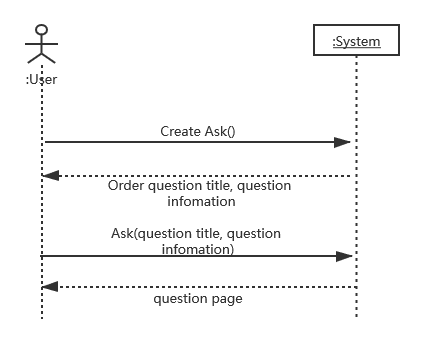 :User
:System
Create Ask()
Order question title, question
infomation
Ask(question title, question
infomation)
question page